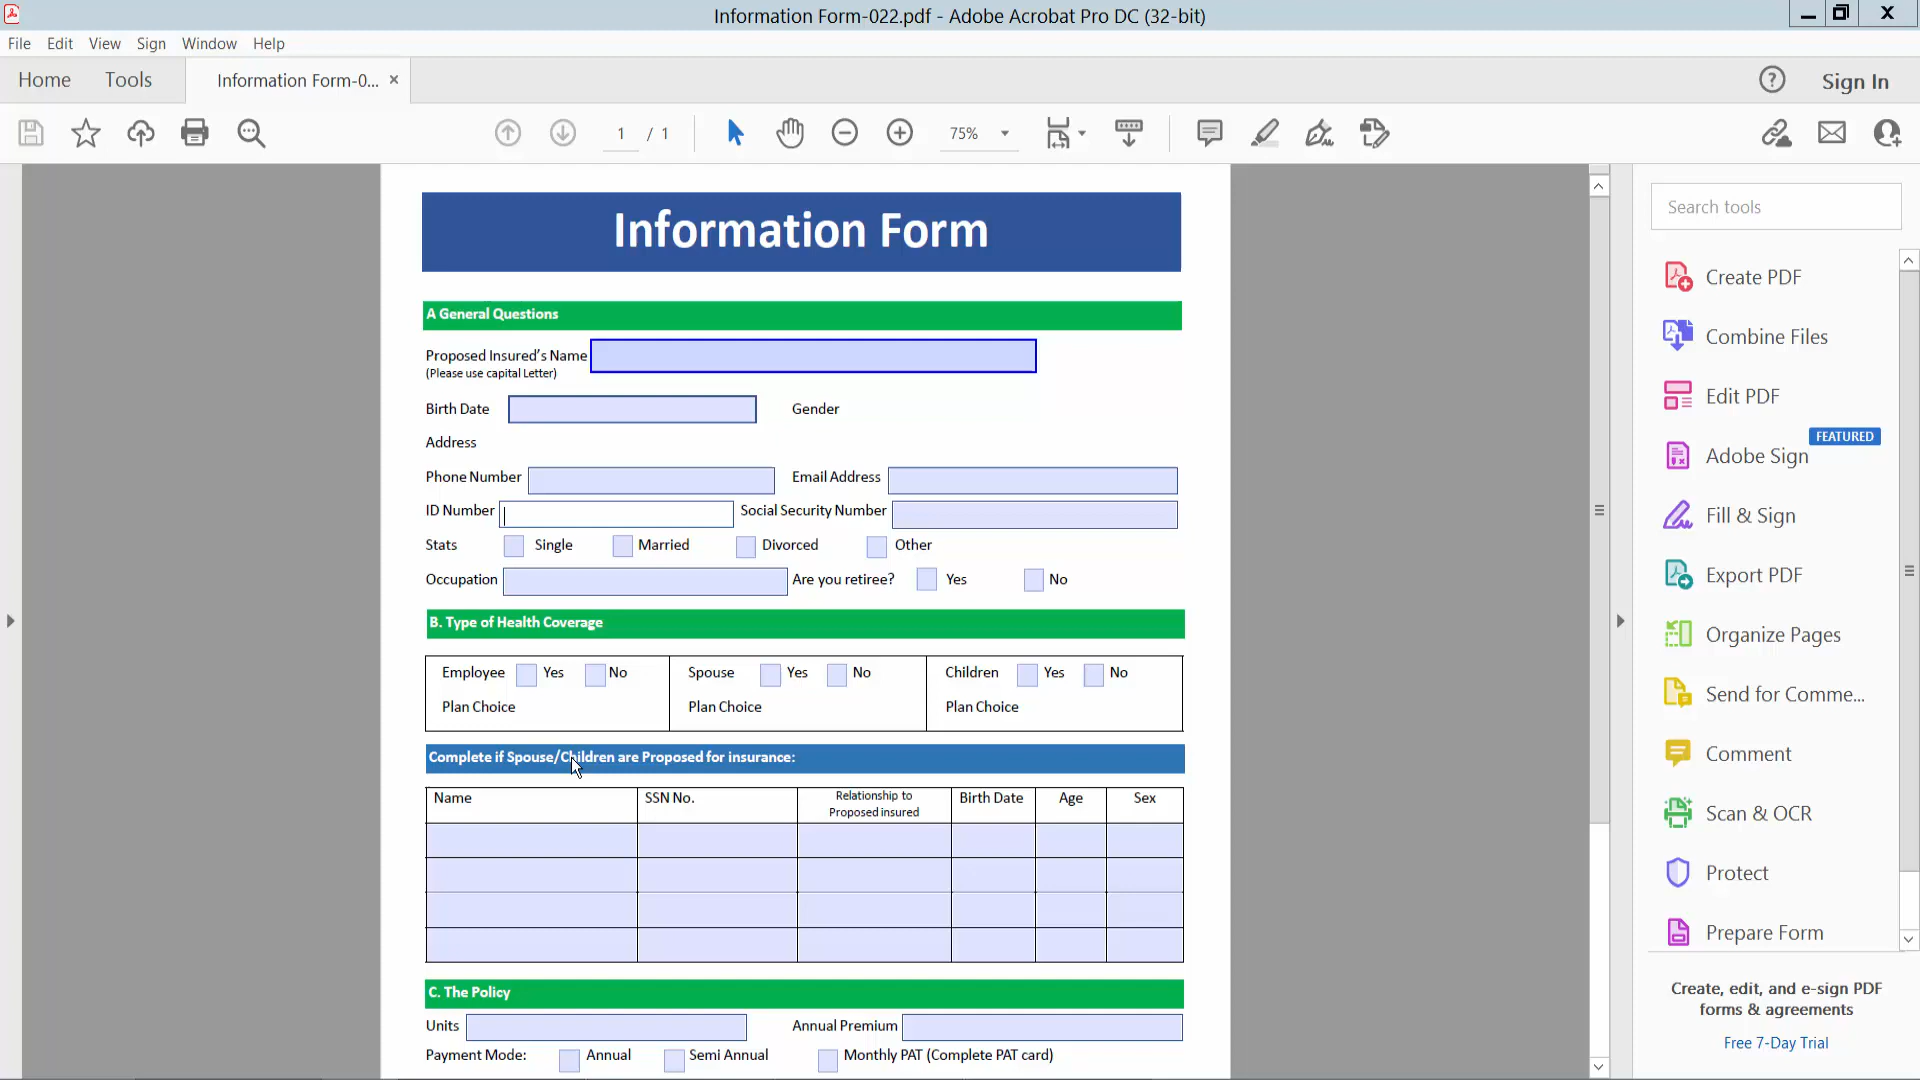 Information Form-022.pdf - Adobe Acrobat Pro DC (32-bit)
File Edit View Sign Window Help
Home Tools Information Form-0... × Sign In
1 / 1 75%
Information Form
A General Questions
Proposed Insured's Name
(Please use capital Letter)
Birth Date Gender
Address
Phone Number Email Address
ID Number Social Security Number
Stats Single Married Divorced Other
Occupation Are you retiree? Yes No
B. Type of Health Coverage
Employee Yes No Spouse Yes No Children Yes No
Plan Choice Plan Choice Plan Choice
Complete if Spouse/Children are Proposed for insurance:
Name SSN No. Relationship to Proposed insured Birth Date Age Sex
C. The Policy
Units Annual Premium
Payment Mode: Annual Semi Annual Monthly PAT (Complete PAT card)
Search tools
Create PDF
Combine Files
Edit PDF
FEATURED
Adobe Sign
Fill & Sign
Export PDF
Organize Pages
Send for Comme...
Comment
Scan & OCR
Protect
Prepare Form
Create, edit, and e-sign PDF
forms & agreements
Free 7-Day Trial